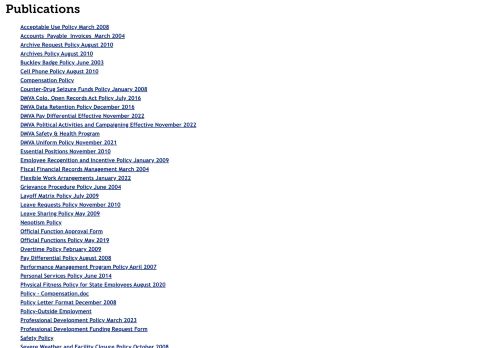 Publications
Acceptable Use Policy March 2008
Accounts_Payable_Invoices_March 2004
Archive Request Policy August 2010
Archives Policy August 2010
Buckley Badge Policy June 2003
Cell Phone Policy August 2010
Compensation Policy
Counter-Drug Seizure Funds Policy January 2008
DMVA Colo. Open Records Act Policy July 2016
DMVA Data Retention Policy December 2016
DMVA Pay Differential Effective November 2022
DMVA Political Activities and Campaigning Effective November 2022
DMVA Safety & Health Program
DMVA Uniform Policy November 2021
Essential Positions November 2010
Employee Recognition and Incentive Policy January 2009
Fiscal Financial Records Management March 2004
Flexible Work Arrangements January 2022
Grievance Procedure Policy June 2004
Layoff Matrix Policy July 2009
Leave Requests Policy November 2010
Leave Sharing Policy May 2009
Nepotism Policy
Official Function Approval Form
Official Functions Policy May 2019
Overtime Policy February 2009
Pay Differential Policy August 2008
Performance Management Program Policy April 2007
Personal Services Policy June 2014
Physical Fitness Policy for State Employees August 2020
Policy - Compensation.doc
Policy Letter Format December 2008
Policy-Outside Employment
Professional Development Policy March 2023
Professional Development Funding Request Form
Safety Policy
Severe Weather and Facility Closure Policy October 2008